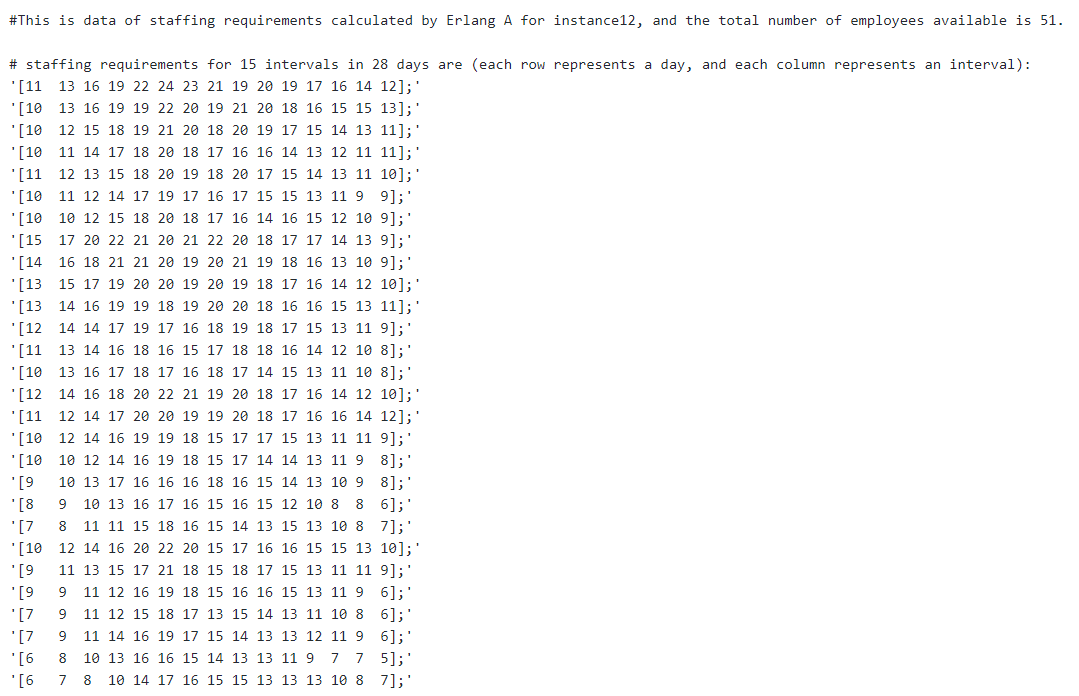 #This is data of staffing requirements calculated by Erlang A for instance12, and the total number of employees available is 51.
# staffing requirements for 15 intervals in 28 days are (each row represents a day, and each column represents an interval):
'[11  13 16 19 22 24 23 21 19 20 19 17 16 14 12];'
'[10  13 16 19 19 22 20 19 21 20 18 16 15 15 13];'
'[10  12 15 18 19 21 20 18 20 19 17 15 14 13 11];'
'[10  11 14 17 18 20 18 17 16 16 14 13 12 11 11];'
'[11  12 13 15 18 20 19 18 20 17 15 14 13 11 10];'
'[10  11 12 14 17 19 17 16 17 15 15 13 11 9  9];'
'[10  10 12 15 18 20 18 17 16 14 16 15 12 10 9];'
'[15  17 20 22 21 20 21 22 20 18 17 17 14 13 9];'
'[14  16 18 21 21 20 19 20 21 19 18 16 13 10 9];'
'[13  15 17 19 20 20 19 20 19 18 17 16 14 12 10];'
'[13  14 16 19 19 18 19 20 20 18 16 16 15 13 11];'
'[12  14 14 17 19 17 16 18 19 18 17 15 13 11 9];'
'[11  13 14 16 18 16 15 17 18 18 16 14 12 10 8];'
'[10  13 16 17 18 17 16 18 17 14 15 13 11 10 8];'
'[12  14 16 18 20 22 21 19 20 18 17 16 14 12 10];'
'[11  12 14 17 20 20 19 19 20 18 17 16 16 14 12];'
'[10  12 14 16 19 19 18 15 17 17 15 13 11 11 9];'
'[10  10 12 14 16 19 18 15 17 14 14 13 11 9  8];'
'[9   10 13 17 16 16 16 18 16 15 14 13 10 9  8];'
'[8   9  10 13 16 17 16 15 16 15 12 10 8  8  6];'
'[7   8  11 11 15 18 16 15 14 13 15 13 10 8  7];'
'[10  12 14 16 20 22 20 15 17 16 16 15 15 13 10];'
'[9   11 13 15 17 21 18 15 18 17 15 13 11 11 9];'
'[9   9  11 12 16 19 18 15 16 16 15 13 11 9  6];'
'[7   9  11 12 15 18 17 13 15 14 13 11 10 8  6];'
'[7   9  11 14 16 19 17 15 14 13 13 12 11 9  6];'
'[6   8  10 13 16 16 15 14 13 13 11 9  7  7  5];'
'[6   7  8  10 14 17 16 15 15 13 13 13 10 8  7];'